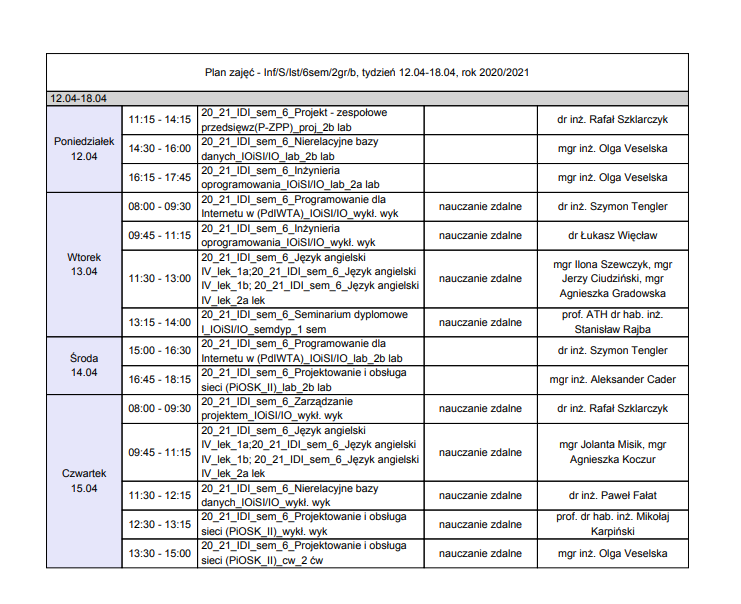 Plan zajęć - Inf/S/Ist/6sem/2gr/b, tydzień 12.04-18.04, rok 2020/2021
12.04-18.04
Poniedziałek
12.04
11:15 - 14:15
20_21_IDI_sem_6_Projekt - zespołowe
przedsięwz(P-ZPP)_proj_2b lab
dr inż. Rafał Szklarczyk
14:30 - 16:00
20_21_IDI_sem_6_Nierelacyjne bazy
danych_IOiSI/IO_lab_2b lab
mgr inż. Olga Veselska
16:15 - 17:45
20_21_IDI_sem_6_Inżynieria
oprogramowania_IOiSI/IO_lab_2a lab
mgr inż. Olga Veselska
Wtorek
13.04
08:00 - 09:30
20_21_IDI_sem_6_Programowanie dla
Internetu w (PdIWTA)_IOiSI/IO_wykł. wyk
nauczanie zdalne
dr inż. Szymon Tengler
09:45 - 11:15
20_21_IDI_sem_6_Inżynieria
oprogramowania_IOiSI/IO_wykł. wyk
nauczanie zdalne
dr Łukasz Więcław
11:30 - 13:00
20_21_IDI_sem_6_Język angielski
IV_lek_1a;20_21_IDI_sem_6_Język angielski
IV_lek_1b; 20_21_IDI_sem_6_Język angielski
IV_lek_2a lek
nauczanie zdalne
mgr Ilona Szewczyk, mgr
Jerzy Ciudziński, mgr
Agnieszka Gradowska
13:15 - 14:00
20_21_IDI_sem_6_Seminarium dyplomowe
I_IOiSI/IO_semdyp_1 sem
nauczanie zdalne
prof. ATH dr hab. inż.
Stanisław Rajba
Środa
14.04
15:00 - 16:30
20_21_IDI_sem_6_Programowanie dla
Internetu w (PdIWTA)_IOiSI/IO_lab_2b lab
dr inż. Szymon Tengler
16:45 - 18:15
20_21_IDI_sem_6_Projektowanie i obsługa
sieci (PiOSK_II)_lab_2b lab
mgr inż. Aleksander Cader
Czwartek
15.04
08:00 - 09:30
20_21_IDI_sem_6_Zarządzanie
projektem_IOiSI/IO_wykł. wyk
nauczanie zdalne
dr inż. Rafał Szklarczyk
09:45 - 11:15
20_21_IDI_sem_6_Język angielski
IV_lek_1a;20_21_IDI_sem_6_Język angielski
IV_lek_1b; 20_21_IDI_sem_6_Język angielski
IV_lek_2a lek
nauczanie zdalne
mgr Jolanta Misik, mgr
Agnieszka Koczur
11:30 - 12:15
20_21_IDI_sem_6_Nierelacyjne bazy
danych_IOiSI/IO_wykł. wyk
nauczanie zdalne
dr inż. Paweł Fałat
12:30 - 13:15
20_21_IDI_sem_6_Projektowanie i obsługa
sieci (PiOSK_II)_wykł. wyk
nauczanie zdalne
prof. dr hab. inż. Mikołaj
Karpiński
13:30 - 15:00
20_21_IDI_sem_6_Projektowanie i obsługa
sieci (PiOSK_II)_cw_2 ćw
nauczanie zdalne
mgr inż. Olga Veselska